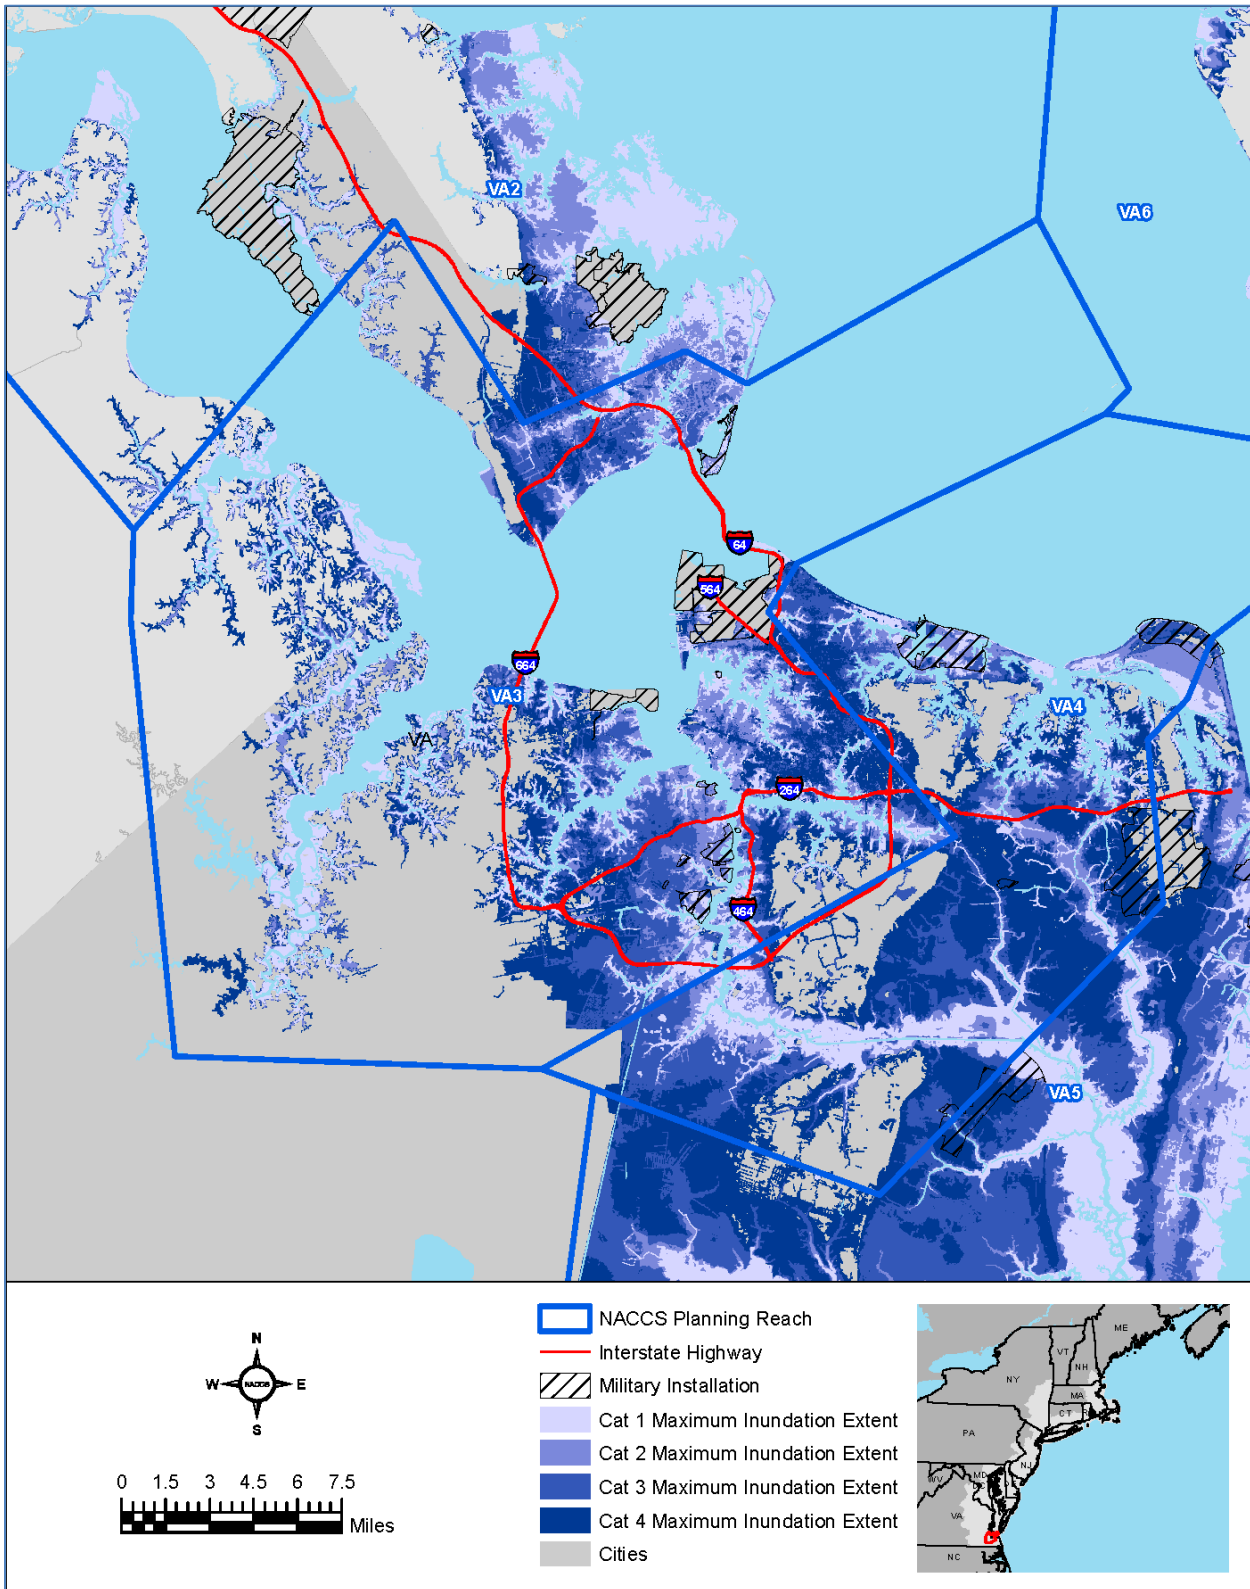 VA2
VA6
64
564
664
VA3
VA4
VA
264
464
VA5
N
W NACCS E
S
0 1.5 3 4.5 6 7.5
Miles
NACCS Planning Reach
Interstate Highway
Military Installation
Cat 1 Maximum Inundation Extent
Cat 2 Maximum Inundation Extent
Cat 3 Maximum Inundation Extent
Cat 4 Maximum Inundation Extent
Cities
ME
VT
NH
NY
MA
CT
PA
NJ
WV
MD
VA
NC